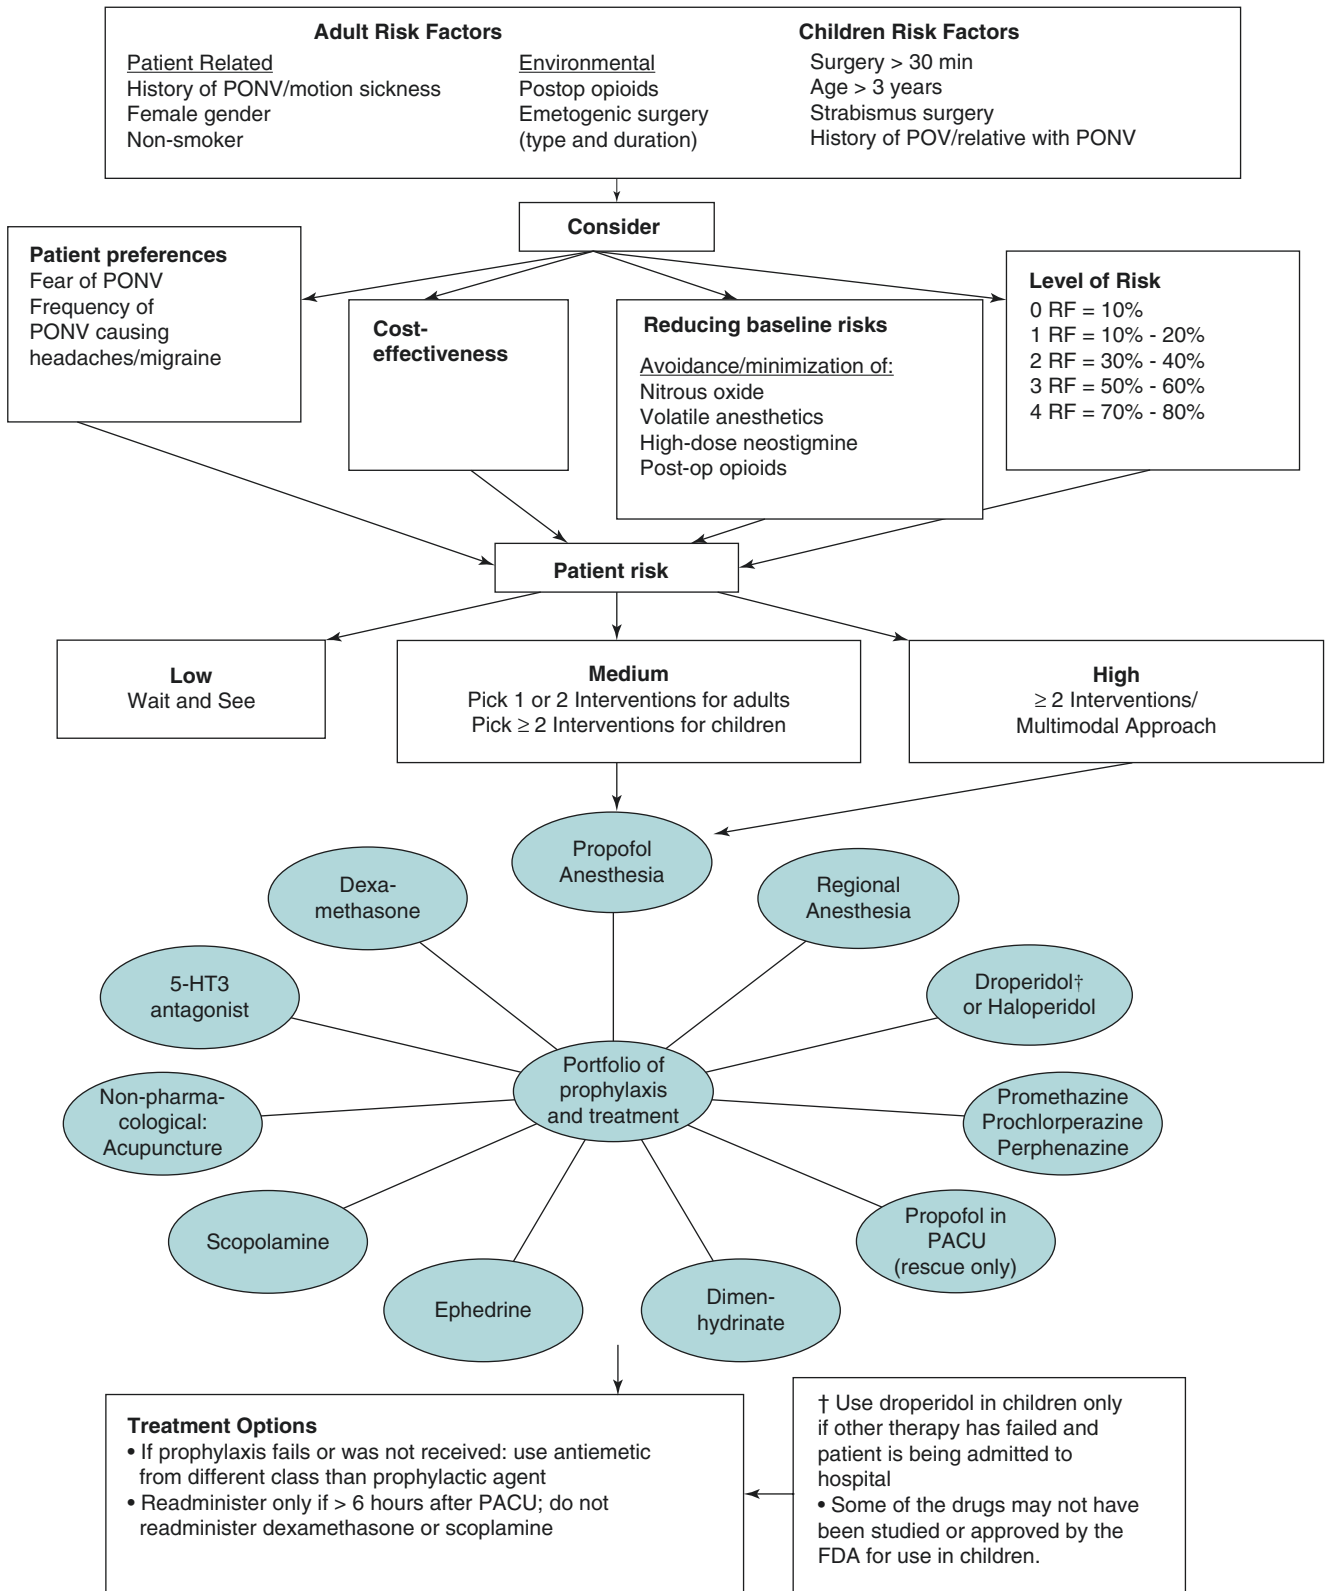 Adult Risk Factors
Patient Related
History of PONV/motion sickness
Female gender
Non-smoker
Environmental
Postop opioids
Emetogenic surgery
(type and duration)
Children Risk Factors
Surgery > 30 min
Age > 3 years
Strabismus surgery
History of POV/relative with PONV
Consider
Patient preferences
Fear of PONV
Frequency of
PONV causing
headaches/migraine
Cost-
effectiveness
Reducing baseline risks
Avoidance/minimization of:
Nitrous oxide
Volatile anesthetics
High-dose neostigmine
Post-op opioids
Level of Risk
0 RF = 10%
1 RF = 10% - 20%
2 RF = 30% - 40%
3 RF = 50% - 60%
4 RF = 70% - 80%
Patient risk
Low
Wait and See
Medium
Pick 1 or 2 Interventions for adults
Pick ≥ 2 Interventions for children
High
≥ 2 Interventions/
Multimodal Approach
Propofol
Anesthesia
Dexa-
methasone
Regional
Anesthesia
5-HT3
antagonist
Droperidol†
or Haloperidol
Portfolio of
prophylaxis
and treatment
Non-pharma-
cological:
Acupuncture
Promethazine
Prochlorperazine
Perphenazine
Scopolamine
Propofol in
PACU
(rescue only)
Ephedrine
Dimen-
hydrinate
Treatment Options
• If prophylaxis fails or was not received: use antiemetic
from different class than prophylactic agent
• Readminister only if > 6 hours after PACU; do not
readminister dexamethasone or scoplamine
† Use droperidol in children only
if other therapy has failed and
patient is being admitted to
hospital
• Some of the drugs may not have
been studied or approved by the
FDA for use in children.